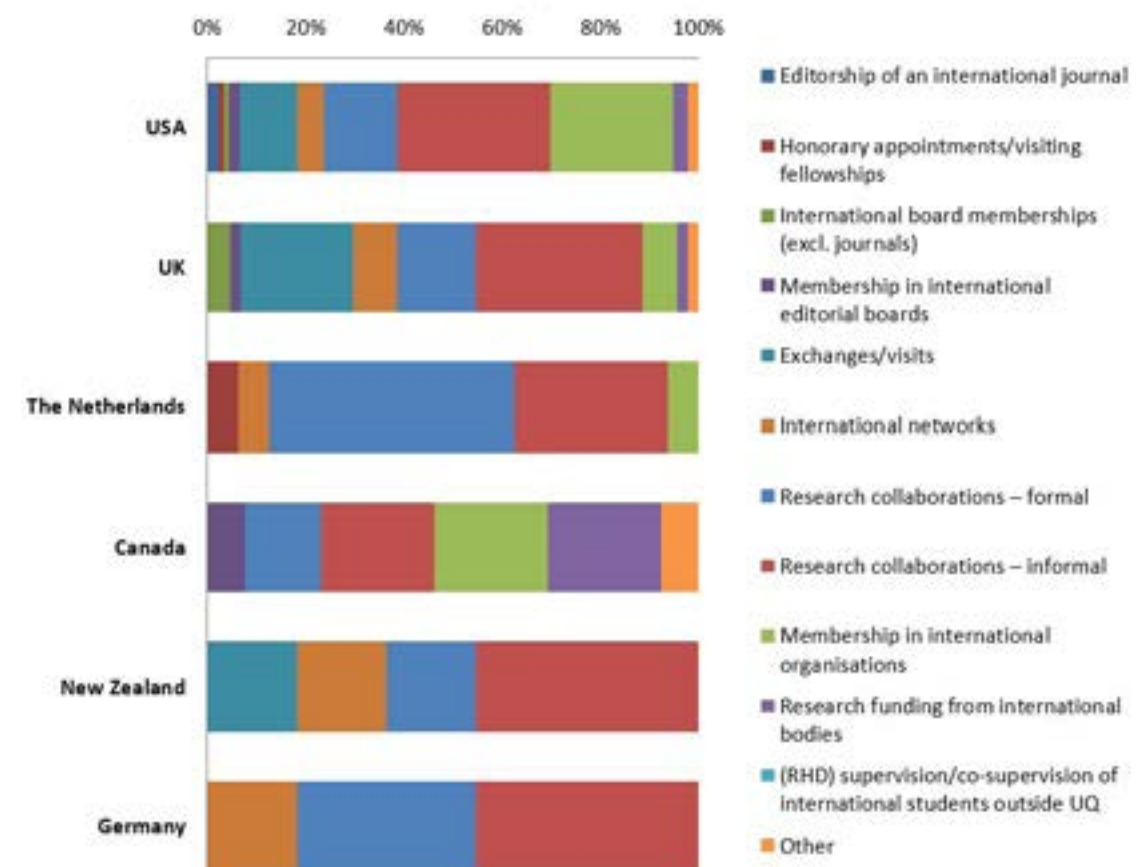 0% 20% 40% 60% 80% 100%
USA
UK
The Netherlands
Canada
New Zealand
Germany
Editorship of an international journal
Honorary appointments/visiting
fellowships
International board memberships
(excl. journals)
Membership in international
editorial boards
Exchanges/visits
International networks
Research collaborations – formal
Research collaborations – informal
Membership in international
organisations
Research funding from international
bodies
(RHD) supervision/co-supervision of
international students outside UQ
Other